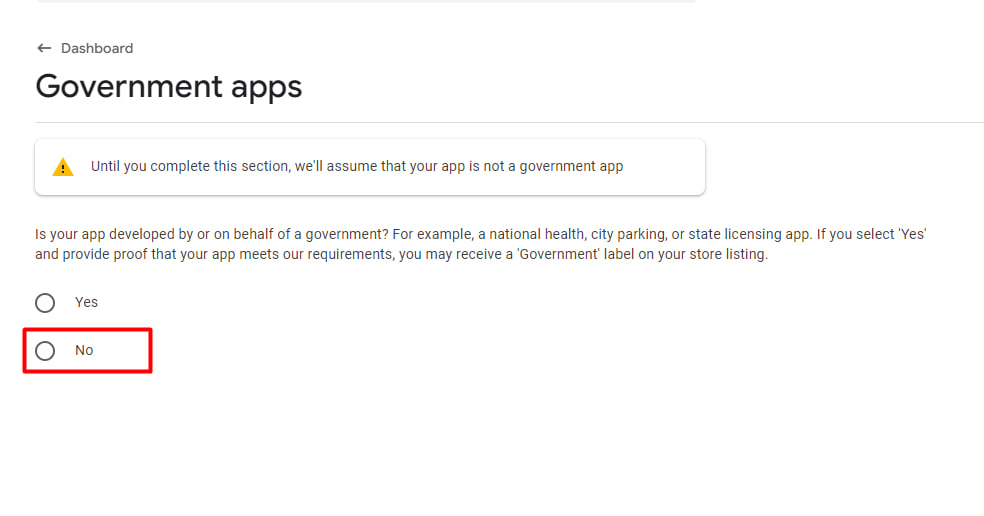 ← Dashboard
Government apps
Until you complete this section, we'll assume that your app is not a government app
Is your app developed by or on behalf of a government? For example, a national health, city parking, or state licensing app. If you select 'Yes'
and provide proof that your app meets our requirements, you may receive a 'Government' label on your store listing.
Yes
No